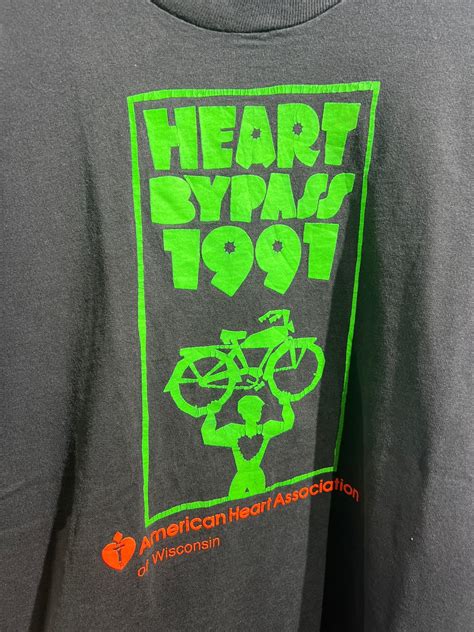 HEART
BYPASS
1991
American Heart Association
of Wisconsin